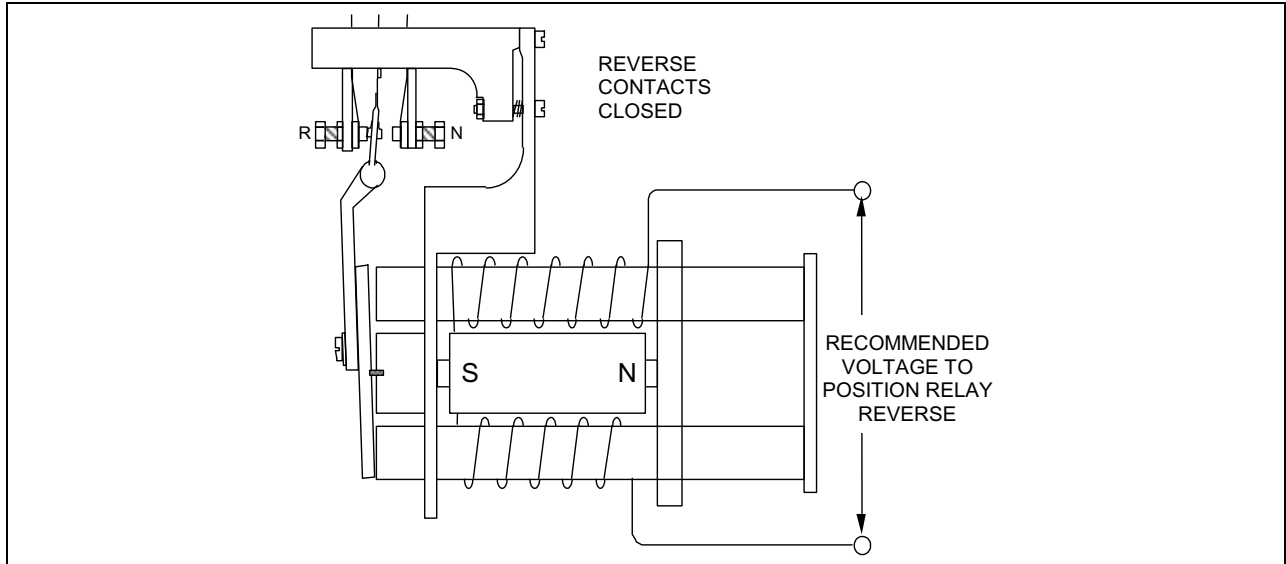 REVERSE
CONTACTS
CLOSED
R N
S N
RECOMMENDED
VOLTAGE TO
POSITION RELAY
REVERSE